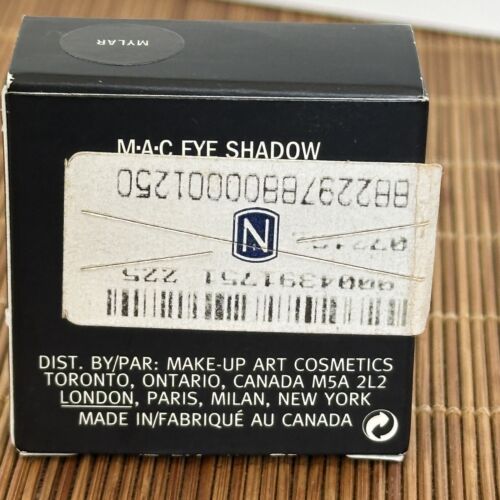 MYLAR
M·A·C EYE SHADOW
N
DIST. BY/PAR: MAKE-UP ART COSMETICS
TORONTO, ONTARIO, CANADA M5A 2L2
LONDON, PARIS, MILAN, NEW YORK
MADE IN/FABRIQUÉ AU CANADA